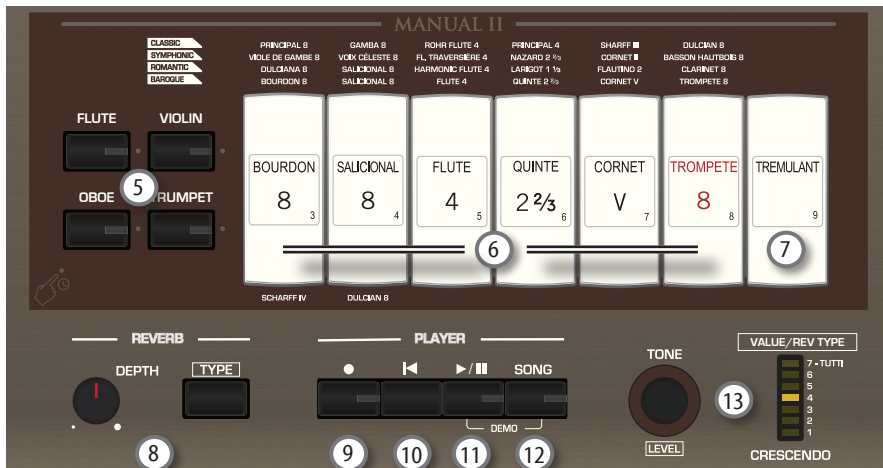 MANUAL II
CLASSIC
SYMPHONIC
ROMANTIC
BAROQUE
PRINCIPAL 8
VIOLE DE GAMBE 8
DULCIANA 8
BOURDON 8
GAMBA 8
VOIX CÉLESTE 8
SALICIONAL 8
SALICIONAL 8
ROHR FLUTE 4
FL, TRAVERSIÈRE 4
HARMONIC FLUTE 4
FLUTE 4
PRINCIPAL 4
NAZARD 2 ⅔
LARIGOT 1 ⅓
QUINTE 2 ⅔
SHARFF III
CORNET II
FLAUTINO 2
CORNET V
DULCIAN 8
BASSON HAUTBOIS 8
CLARINET 8
TROMPETE 8
FLUTE VIOLIN
5
OBOE TRUMPET
BOURDON
8
3
SALICIONAL
8
4
FLUTE
4
5
QUINTE
2 ⅔
6
CORNET
V
7
TROMPETE
8
8
TREMULANT
9
6
7
SCHARFF IV
DULCIAN 8
REVERB
DEPTH
TYPE
8
PLAYER
SONG
DEMO
9
10
11
12
TONE
LEVEL
13
VALUE/REV TYPE
7 - TUTTI
6
5
4
3
2
1
CRESCENDO